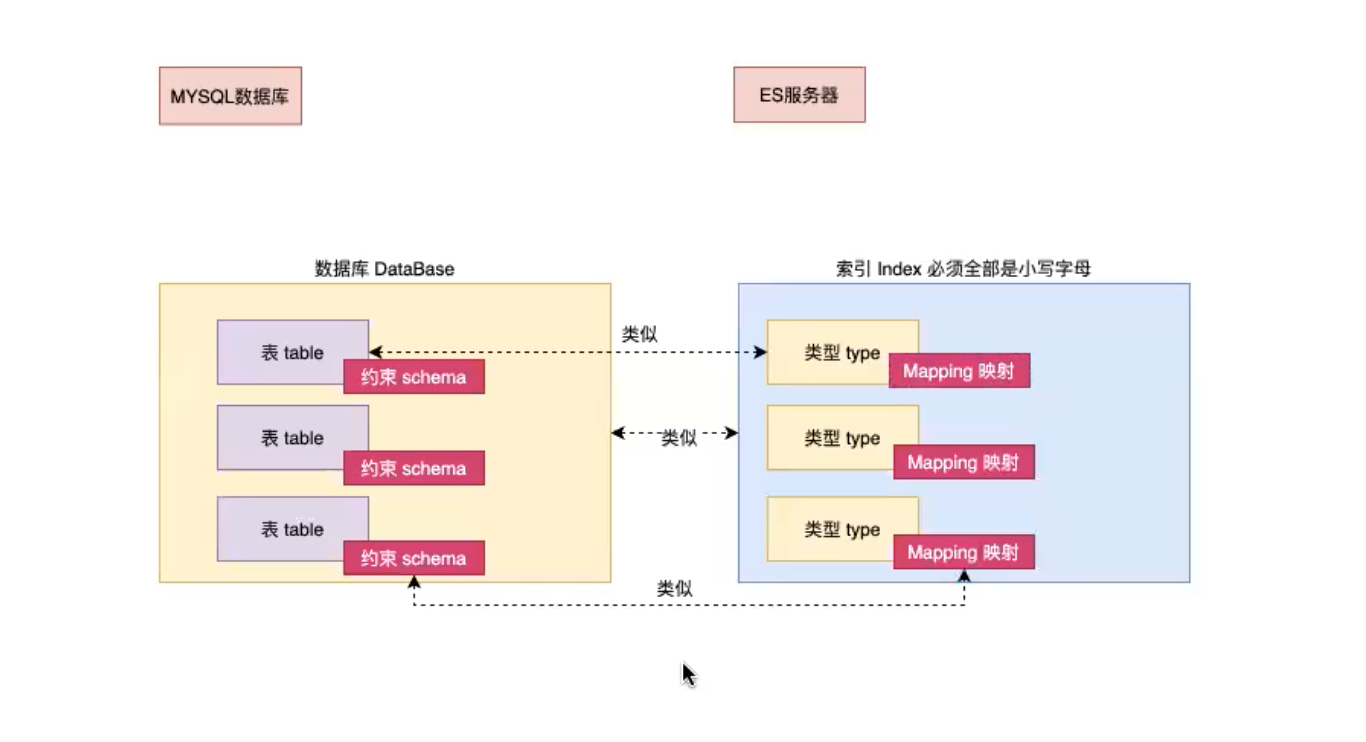 MYSQL数据库
ES服务器
数据库 DataBase
索引 Index 必须全部是小写字母
类似
表 table
约束 schema
类型 type
Mapping 映射
类似
表 table
约束 schema
类型 type
Mapping 映射
表 table
约束 schema
类型 type
Mapping 映射
类似